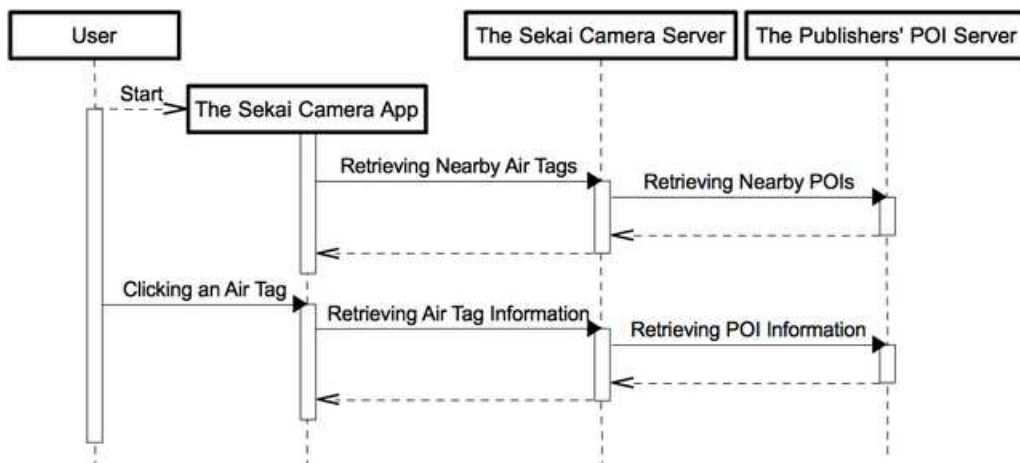 User
The Sekai Camera Server
The Publishers' POI Server
Start
The Sekai Camera App
Retrieving Nearby Air Tags
Retrieving Nearby POIs
Clicking an Air Tag
Retrieving Air Tag Information
Retrieving POI Information